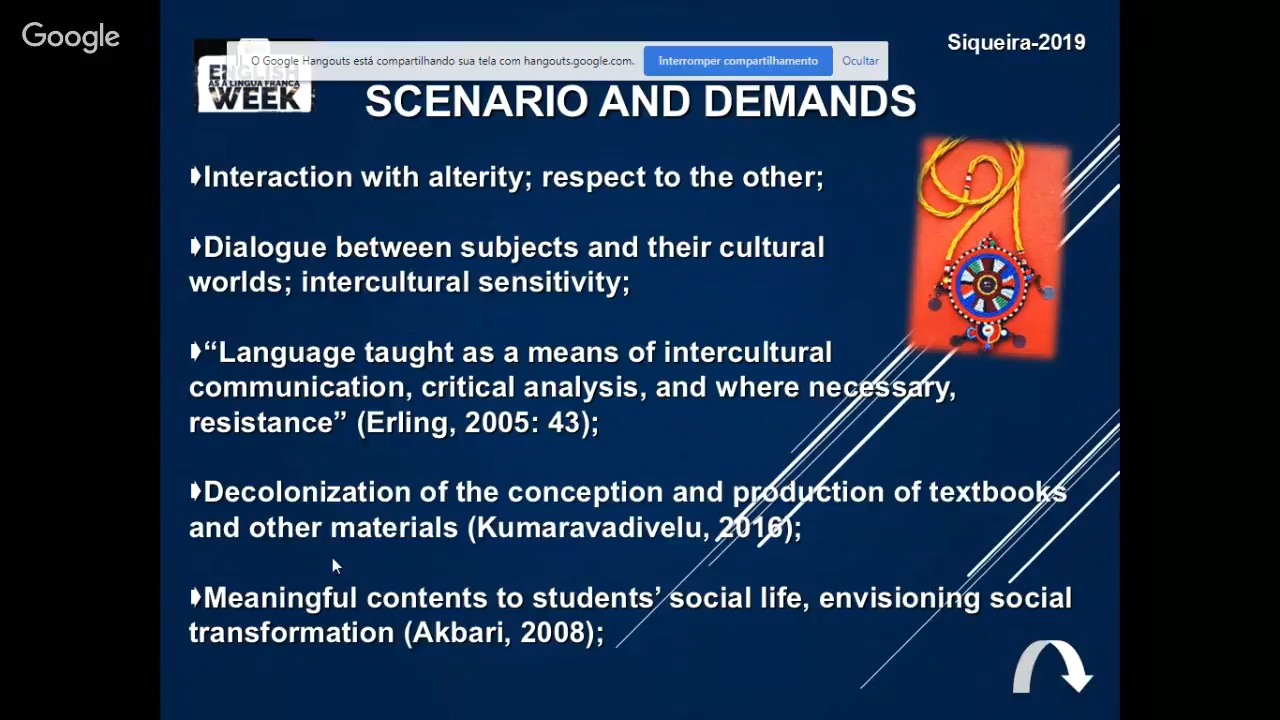 Google
Siqueira-2019
O Google Hangouts está compartilhando sua tela com hangouts.google.com.
Interromper compartilhamento
Ocultar
ENGLISH
AS A LINGUA FRANCA
WEEK
SCENARIO AND DEMANDS
Interaction with alterity; respect to the other;
Dialogue between subjects and their cultural
worlds; intercultural sensitivity;
“Language taught as a means of intercultural
communication, critical analysis, and where necessary,
resistance” (Erling, 2005: 43);
Decolonization of the conception and production of textbooks
and other materials (Kumaravadivelu, 2016);
Meaningful contents to students’ social life, envisioning social
transformation (Akbari, 2008);